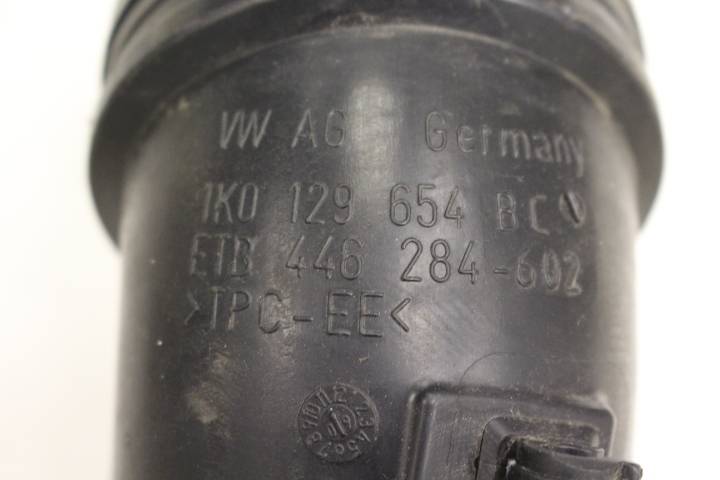 VW AG Germany
1K0 129 654 BC
ETB 446 284-602
>TPC-EE<